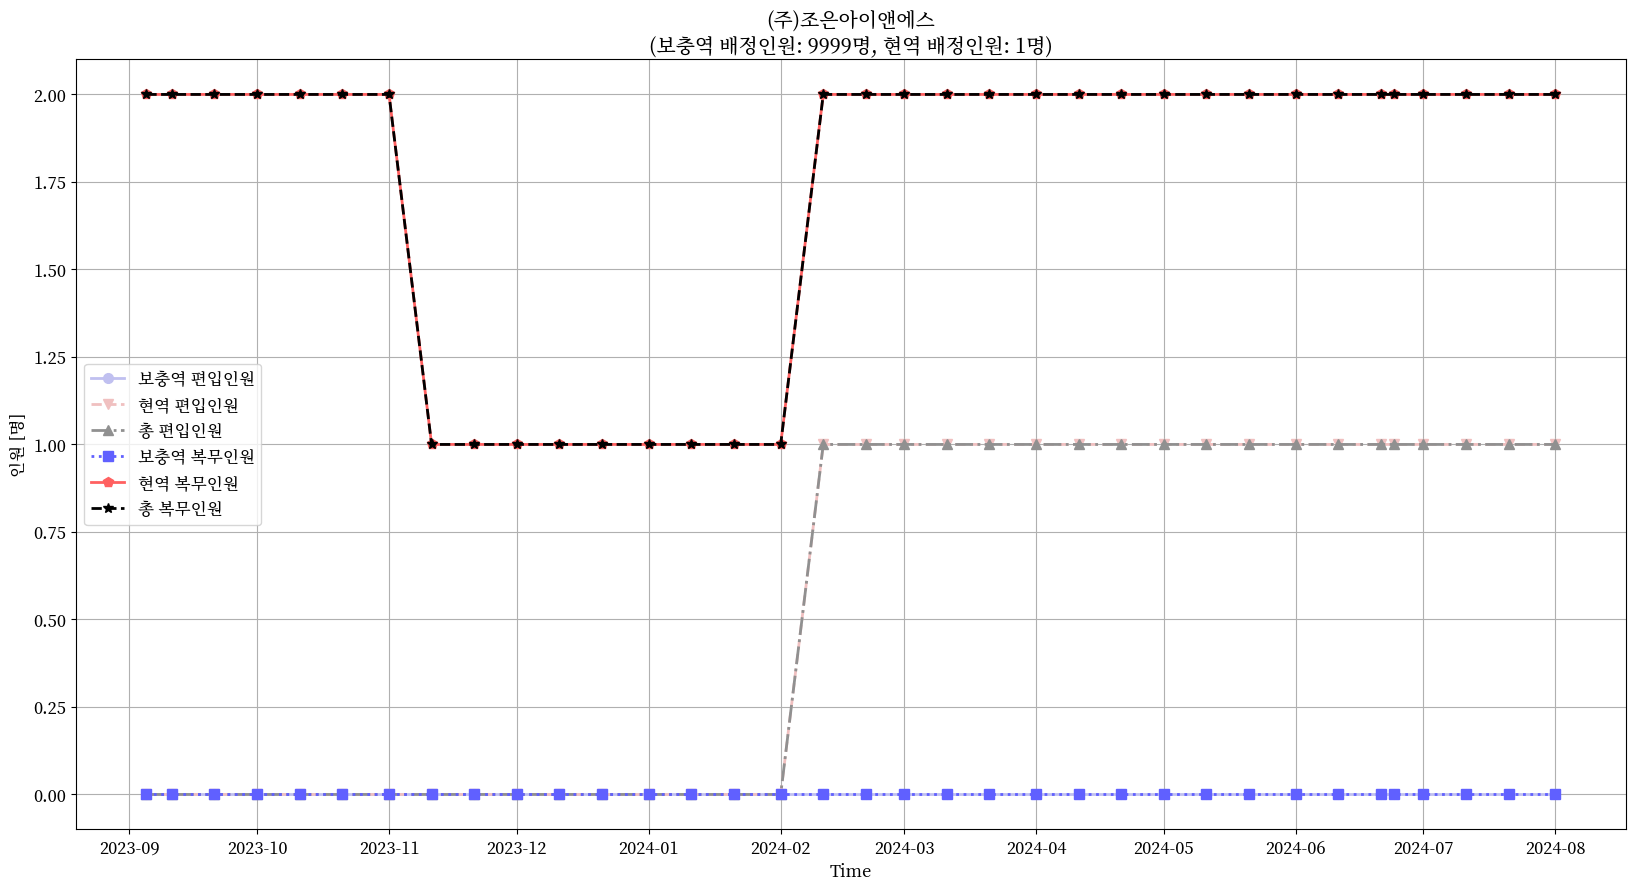 (주)조은아이앤에스
(보충역 배정인원: 9999명, 현역 배정인원: 1명)
인원 [명]
2.00
1.75
1.50
1.25
1.00
0.75
0.50
0.25
0.00
보충역 편입인원
현역 편입인원
총 편입인원
보충역 복무인원
현역 복무인원
총 복무인원
2023-09 2023-10 2023-11 2023-12 2024-01 2024-02 2024-03 2024-04 2024-05 2024-06 2024-07 2024-08
Time